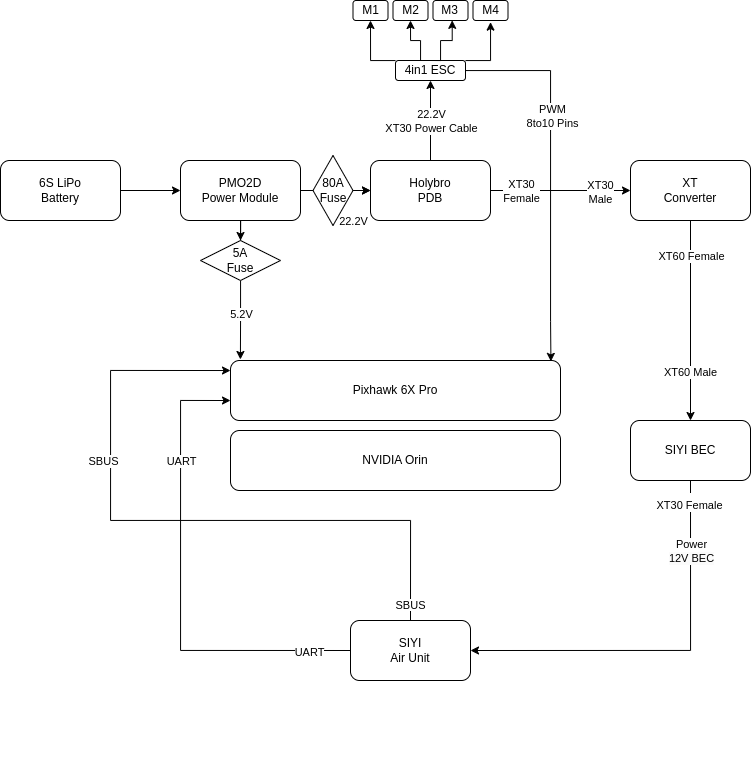 M1
M2
M3
M4
4in1 ESC
22.2V
XT30 Power Cable
PWM
8to10 Pins
6S LiPo
Battery
PMO2D
Power Module
80A
Fuse
22.2V
Holybro
PDB
XT30
Female
XT30
Male
XT
Converter
5A
Fuse
XT60 Female
5.2V
XT60 Male
Pixhawk 6X Pro
SBUS
UART
NVIDIA Orin
SIYI BEC
XT30 Female
Power
12V BEC
SBUS
SIYI
Air Unit
UART